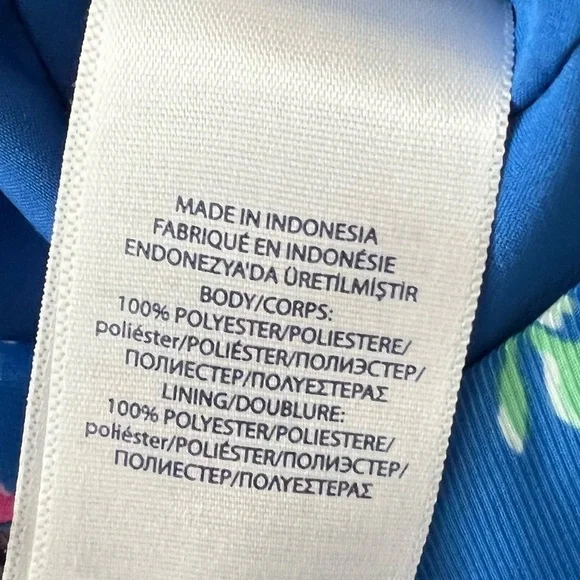 MADE IN INDONESIA
FABRIQUÉ EN INDONÉSIE
ENDONEZYA'DA ÜRETİLMİŞTİR
BODY/CORPS:
100% POLYESTER/POLIESTERE/
poliéster/POLIÉSTER/ПОЛИЭСТЕР/
ПОЛИЕСТЕР/ΠΟΛΥΕΣΤΕΡΑΣ
LINING/DOUBLURE:
100% POLYESTER/POLIESTERE/
poliéster/POLIÉSTER/ПОЛИЭСТЕР/
ПОЛИЕСТЕР/ΠΟΛΥΕΣΤΕΡΑΣ